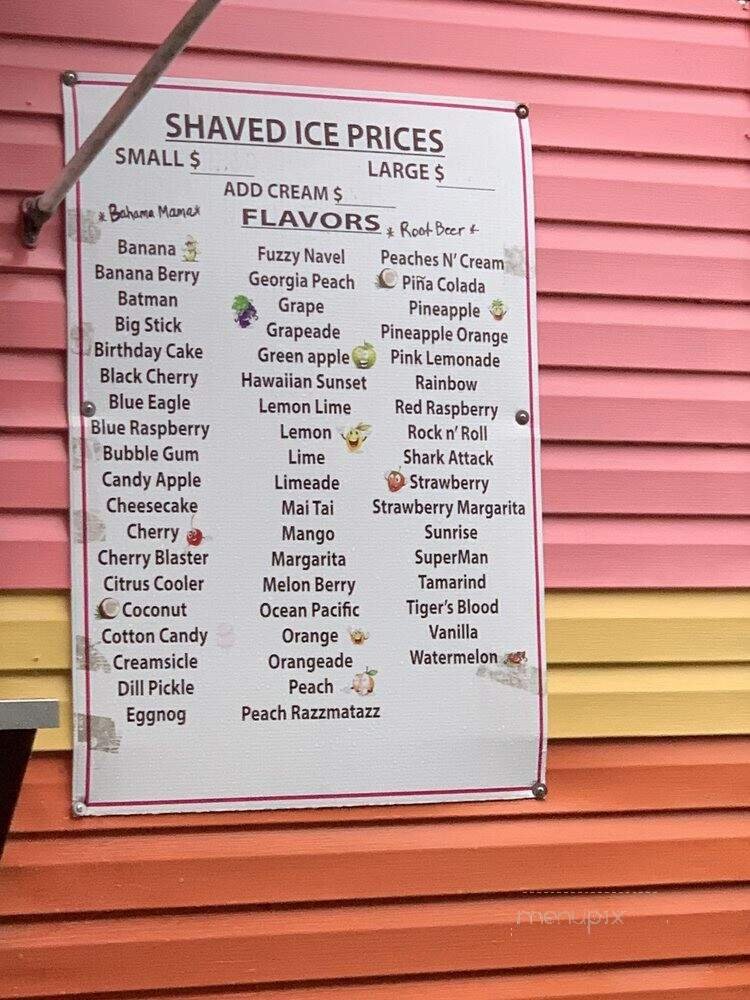 SHAVED ICE PRICES
SMALL $ LARGE $
ADD CREAM $
FLAVORS
* Bahama Mama *
* Root Beer *
Banana
Banana Berry
Batman
Big Stick
Birthday Cake
Black Cherry
Blue Eagle
Blue Raspberry
Bubble Gum
Candy Apple
Cheesecake
Cherry
Cherry Blaster
Citrus Cooler
Coconut
Cotton Candy
Creamsicle
Dill Pickle
Eggnog
Fuzzy Navel
Georgia Peach
Grape
Grapeade
Green apple
Hawaiian Sunset
Lemon Lime
Lemon
Lime
Limeade
Mai Tai
Mango
Margarita
Melon Berry
Ocean Pacific
Orange
Orangeade
Peach
Peach Razzmatazz
Peaches N' Cream
Piña Colada
Pineapple
Pineapple Orange
Pink Lemonade
Rainbow
Red Raspberry
Rock n' Roll
Shark Attack
Strawberry
Strawberry Margarita
Sunrise
SuperMan
Tamarind
Tiger's Blood
Vanilla
Watermelon
menupix